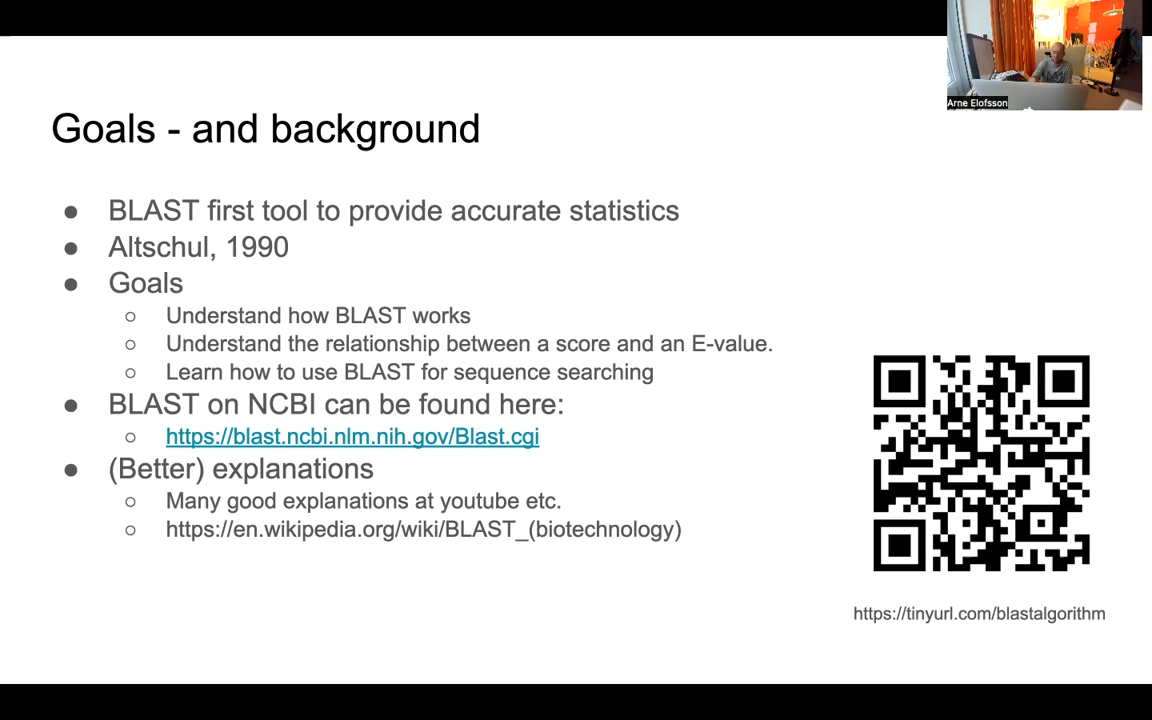 Arne Elofsson
Goals - and background
● BLAST first tool to provide accurate statistics
● Altschul, 1990
● Goals
○ Understand how BLAST works
○ Understand the relationship between a score and an E-value.
○ Learn how to use BLAST for sequence searching
● BLAST on NCBI can be found here:
○ https://blast.ncbi.nlm.nih.gov/Blast.cgi
● (Better) explanations
○ Many good explanations at youtube etc.
○ https://en.wikipedia.org/wiki/BLAST_(biotechnology)
https://tinyurl.com/blastalgorithm